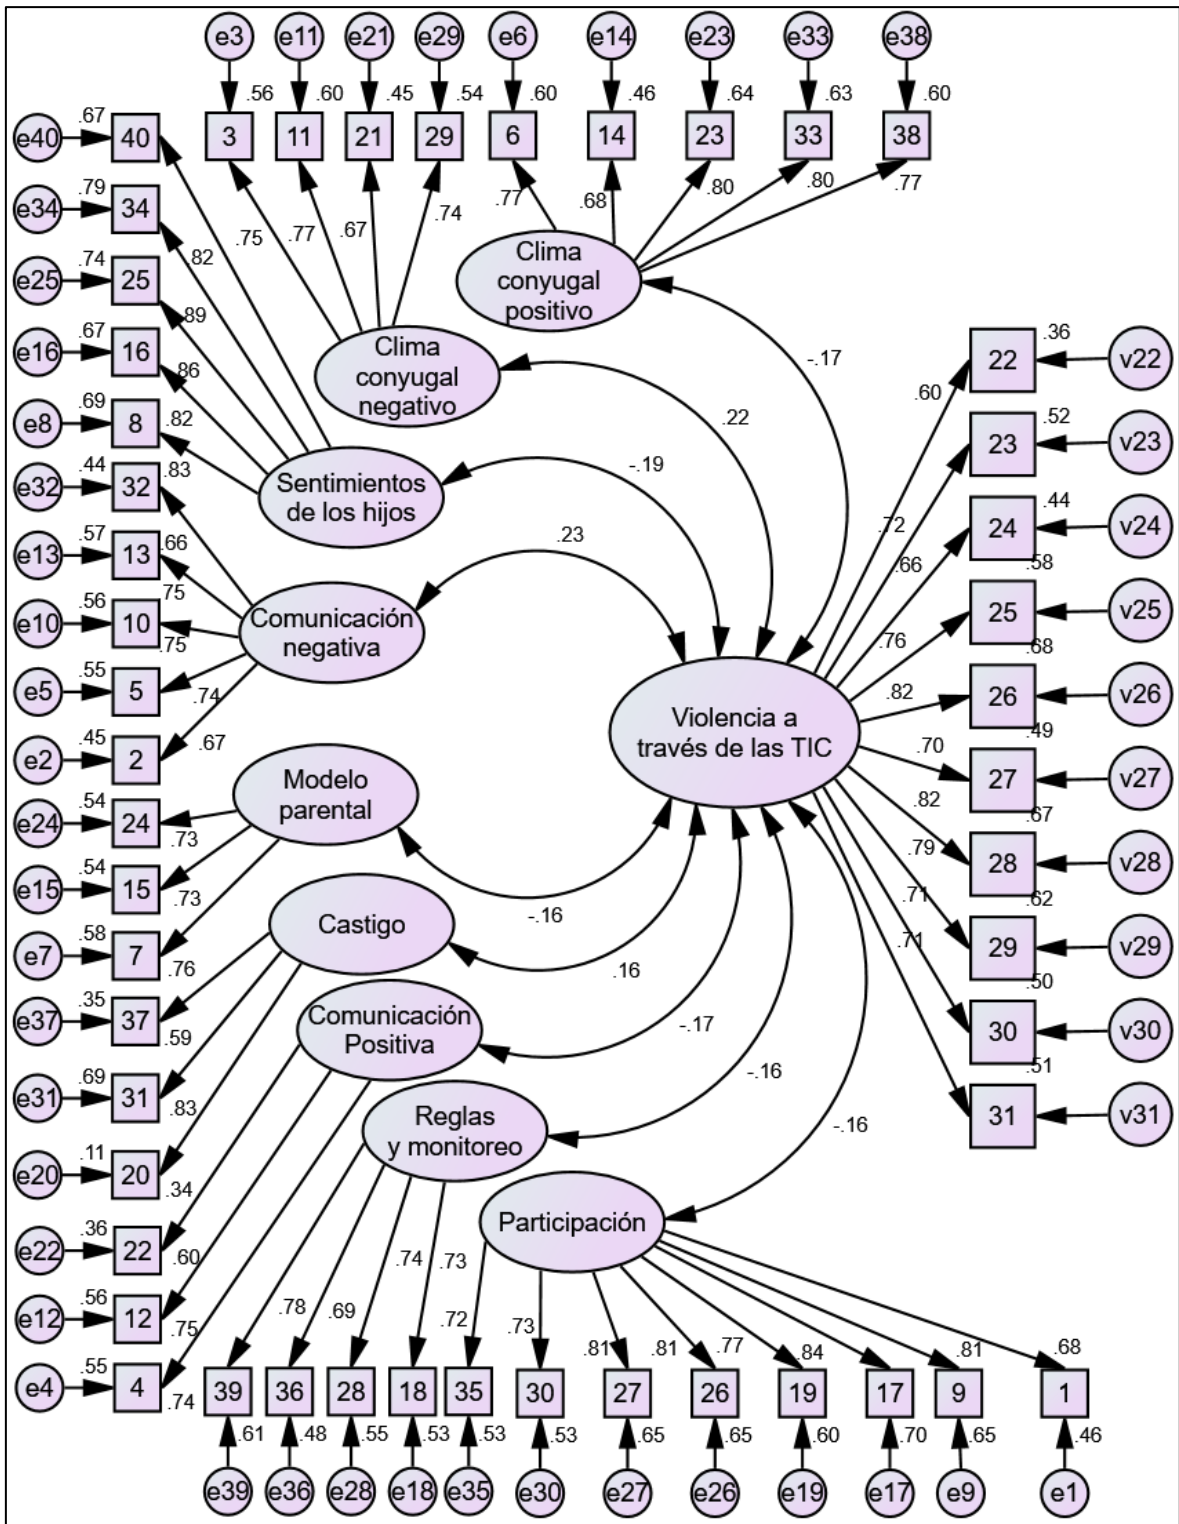 e3 e11 e21 e29 e6 e14 e23 e33 e38
.56 .60 .45 .54 .60 .46 .64 .63 .60
3 11 21 29 6 14 23 33 38
.75 .77 .67 .74 .77 .68 .80 .80 .77
e40 .67 40
e34 .79 34 .82
e25 .74 25 .89
e16 .67 16 .86
e8 .69 8 .82
e32 .44 32 .83
e13 .57 13 .66
e10 .56 10 .75
.75
e5 .55 5 .74
e2 .45 2 .67
e24 .54 24 .73
e15 .54 15 .73
e7 .58 7 .76
e37 .35 37 .59
e31 .69 31 .83
e20 .11 20 .34
e22 .36 22 .60
e12 .56 12 .75
e4 .55 4 .74
Clima
conyugal
positivo
-.17
Clima
conyugal
negativo
.22
Sentimientos
de los hijos
-.19
Comunicación
negativa
.23
Violencia a
través de las TIC
Modelo
parental
-.16
Castigo
.16
Comunicación
Positiva
-.17
Reglas
y monitoreo
-.16
Participación
-.16
.60 22 .36 v22
.72 23 .52 v23
.66 24 .44 v24
.76 25 .58 v25
.82 26 .68 v26
.70 27 .49 v27
.82 28 .67 v28
.79 29 .62 v29
.71 30 .50 v30
.71 31 .51 v31
.78 .69 .74 .73 .72 .73 .81 .81 .77 .84 .81 .68
39 36 28 18 35 30 27 26 19 17 9 1
.61 .48 .55 .53 .53 .53 .65 .65 .60 .70 .65 .46
e39 e36 e28 e18 e35 e30 e27 e26 e19 e17 e9 e1